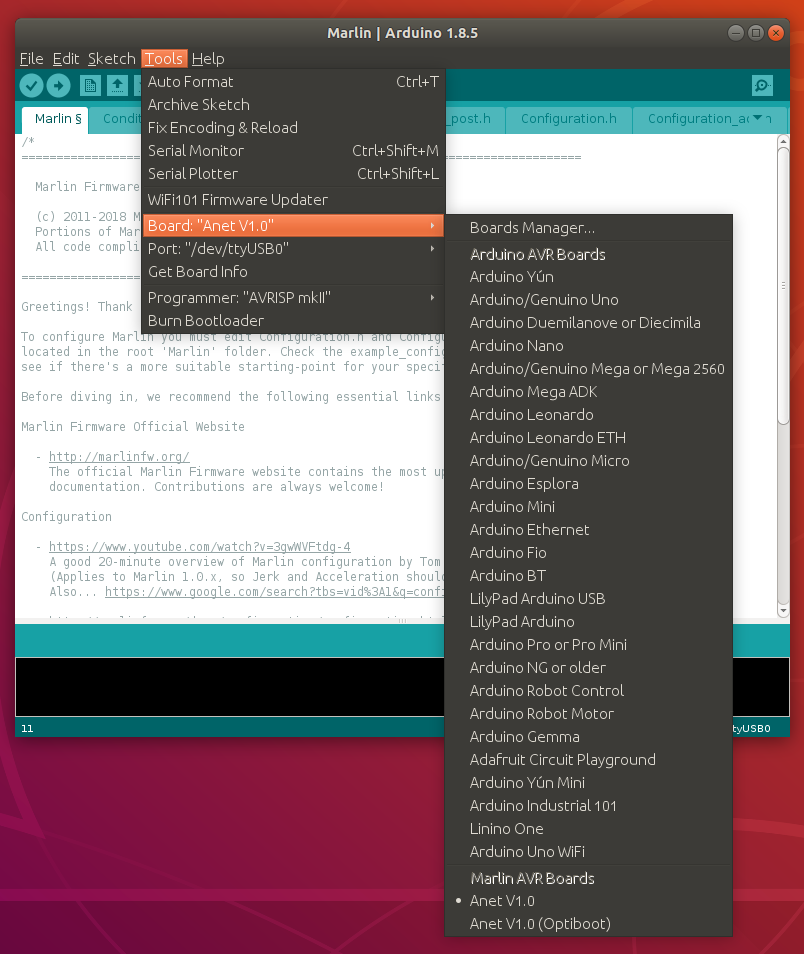 Marlin | Arduino 1.8.5
File Edit Sketch Tools Help
Marlin §
Condit
_post.h
Configuration.h
Configuration_a
Auto Format Ctrl+T
Archive Sketch
Fix Encoding & Reload
Serial Monitor Ctrl+Shift+M
Serial Plotter Ctrl+Shift+L
WiFi101 Firmware Updater
Board: "Anet V1.0"
Port: "/dev/ttyUSB0"
Get Board Info
Programmer: "AVRISP mkII"
Burn Bootloader
Boards Manager...
Arduino AVR Boards
Arduino Yún
Arduino/Genuino Uno
Arduino Duemilanove or Diecimila
Arduino Nano
Arduino/Genuino Mega or Mega 2560
Arduino Mega ADK
Arduino Leonardo
Arduino Leonardo ETH
Arduino/Genuino Micro
Arduino Esplora
Arduino Mini
Arduino Ethernet
Arduino Fio
Arduino BT
LilyPad Arduino USB
LilyPad Arduino
Arduino Pro or Pro Mini
Arduino NG or older
Arduino Robot Control
Arduino Robot Motor
Arduino Gemma
Adafruit Circuit Playground
Arduino Yún Mini
Arduino Industrial 101
Linino One
Arduino Uno WiFi
Marlin AVR Boards
Anet V1.0
Anet V1.0 (Optiboot)
/*
Marlin Firmware
(c) 2011-2018 M
Portions of Mar
All code compli
Greetings! Thank
To configure Marlin you must edit Configuration.h and Configu
located in the root 'Marlin' folder. Check the example_config
see if there's a more suitable starting-point for your specif
Before diving in, we recommend the following essential links
Marlin Firmware Official Website
- http://marlinfw.org/
The official Marlin Firmware website contains the most up
documentation. Contributions are always welcome!
Configuration
- https://www.youtube.com/watch?v=3gwWVFtdg-4
A good 20-minute overview of Marlin configuration by Tom
(Applies to Marlin 1.0.x, so Jerk and Acceleration should
Also... https://www.google.com/search?tbs=vid%3A1&q=confi
11
tyUSB0